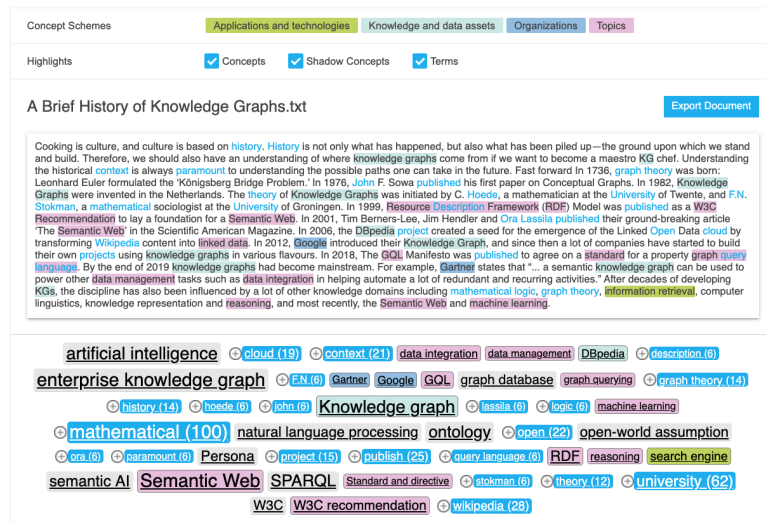 Concept Schemes Applications and technologies Knowledge and data assets Organizations Topics
Highlights Concepts Shadow Concepts Terms
A Brief History of Knowledge Graphs.txt Export Document
Cooking is culture, and culture is based on history. History is not only what has happened, but also what has been piled up—the ground upon which we stand
and build. Therefore, we should also have an understanding of where knowledge graphs come from if we want to become a maestro KG chef. Understanding
the historical context is always paramount to understanding the possible paths one can take in the future. Fast forward In 1736, graph theory was born:
Leonhard Euler formulated the ‘Königsberg Bridge Problem.’ In 1976, John F. Sowa published his first paper on Conceptual Graphs. In 1982, Knowledge
Graphs were invented in the Netherlands. The theory of Knowledge Graphs was initiated by C. Hoede, a mathematician at the University of Twente, and F.N.
Stokman, a mathematical sociologist at the University of Groningen. In 1999, Resource Description Framework (RDF) Model was published as a W3C
Recommendation to lay a foundation for a Semantic Web. In 2001, Tim Berners-Lee, Jim Hendler and Ora Lassila published their ground-breaking article
‘The Semantic Web’ in the Scientific American Magazine. In 2006, the DBpedia project created a seed for the emergence of the Linked Open Data cloud by
transforming Wikipedia content into linked data. In 2012, Google introduced their Knowledge Graph, and since then a lot of companies have started to build
their own projects using knowledge graphs in various flavours. In 2018, The GQL Manifesto was published to agree on a standard for a property graph query
language. By the end of 2019 knowledge graphs had become mainstream. For example, Gartner states that “... a semantic knowledge graph can be used to
power other data management tasks such as data integration in helping automate a lot of redundant and recurring activities.” After decades of developing
KGs, the discipline has also been influenced by a lot of other knowledge domains including mathematical logic, graph theory, information retrieval, computer
linguistics, knowledge representation and reasoning, and most recently, the Semantic Web and machine learning.
artificial intelligence cloud (19) context (21) data integration data management DBpedia description (6)
enterprise knowledge graph F.N (6) Gartner Google GQL graph database graph querying graph theory (14)
history (14) hoede (6) john (6) Knowledge graph lassila (6) logic (6) machine learning
mathematical (100) natural language processing ontology open (22) open-world assumption
ora (6) paramount (6) Persona project (15) publish (25) query language (6) RDF reasoning search engine
semantic AI Semantic Web SPARQL Standard and directive stokman (6) theory (12) university (62)
W3C W3C recommendation wikipedia (28)